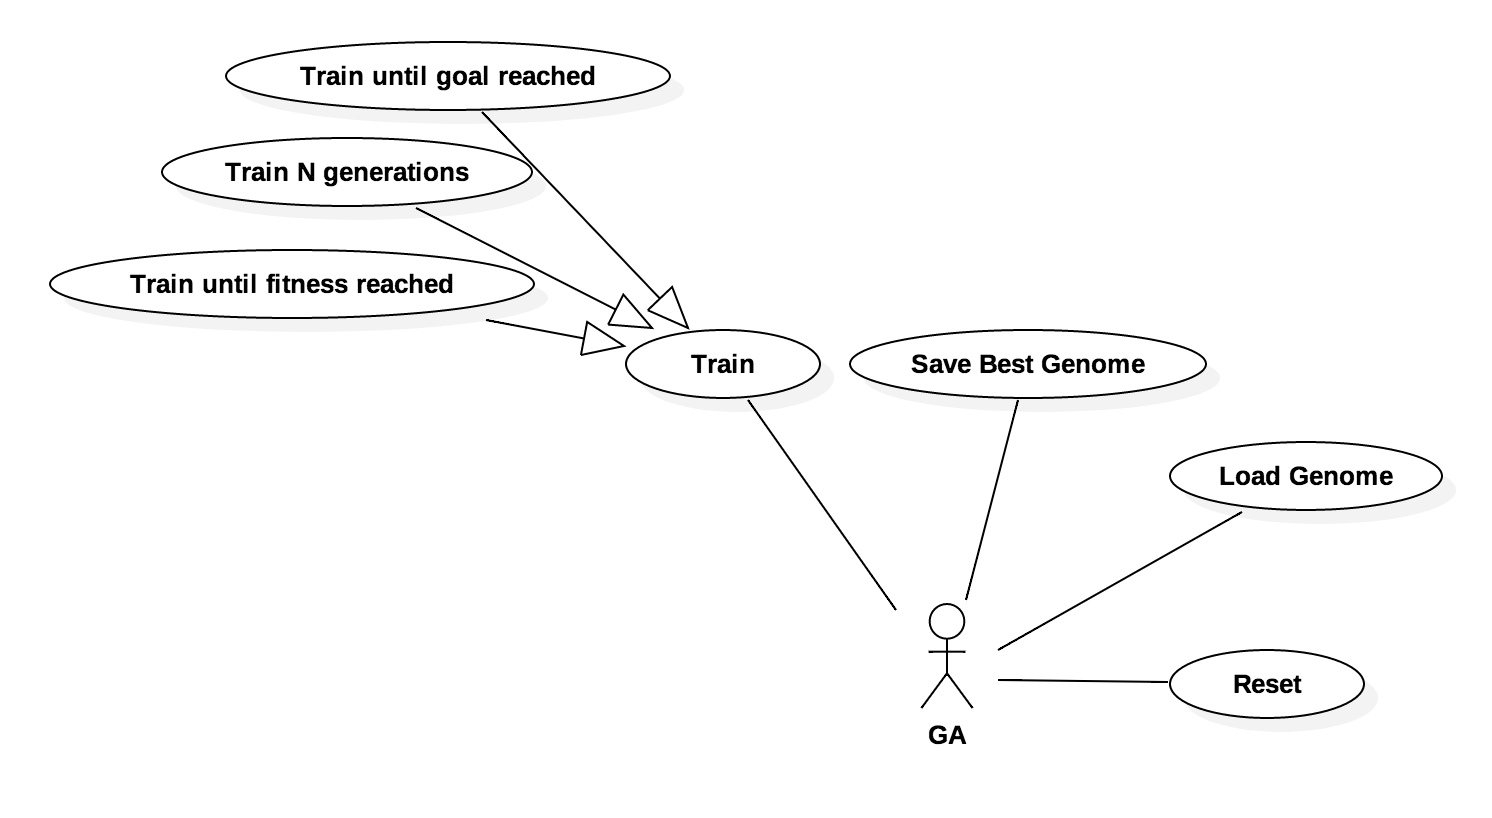 Train until goal reached
Train N generations
Train until fitness reached
Train
Save Best Genome
Load Genome
Reset
GA